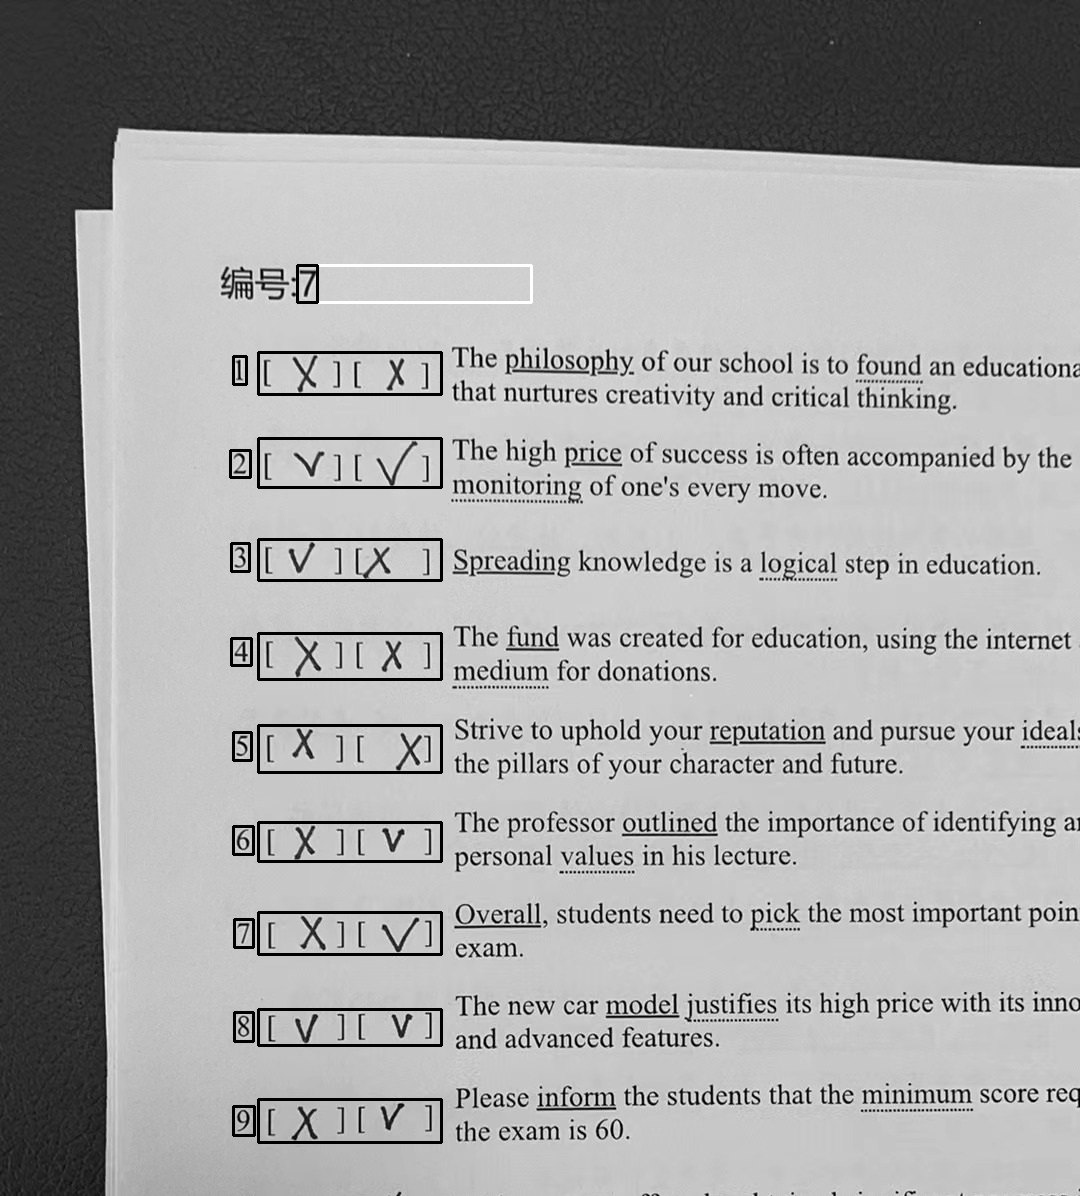 编号:7
1 [ X ] [ X ] The philosophy of our school is to found an
that nurtures creativity and critical thinking.
2 [ √ ] [ √ ] The high price of success is often accompanied by the
monitoring of one's every move.
3 [ √ ] [ X ] Spreading knowledge is a logical step in education.
4 [ X ] [ X ] The fund was created for education, using the internet
medium for donations.
5 [ X ] [ X ] Strive to uphold your reputation and pursue your ideals
the pillars of your character and future.
6 [ X ] [ √ ] The professor outlined the importance of identifying
personal values in his lecture.
7 [ X ] [ √ ] Overall, students need to pick the most important
exam.
8 [ √ ] [ √ ] The new car model justifies its high price with its
and advanced features.
9 [ X ] [ √ ] Please inform the students that the minimum score
the exam is 60.